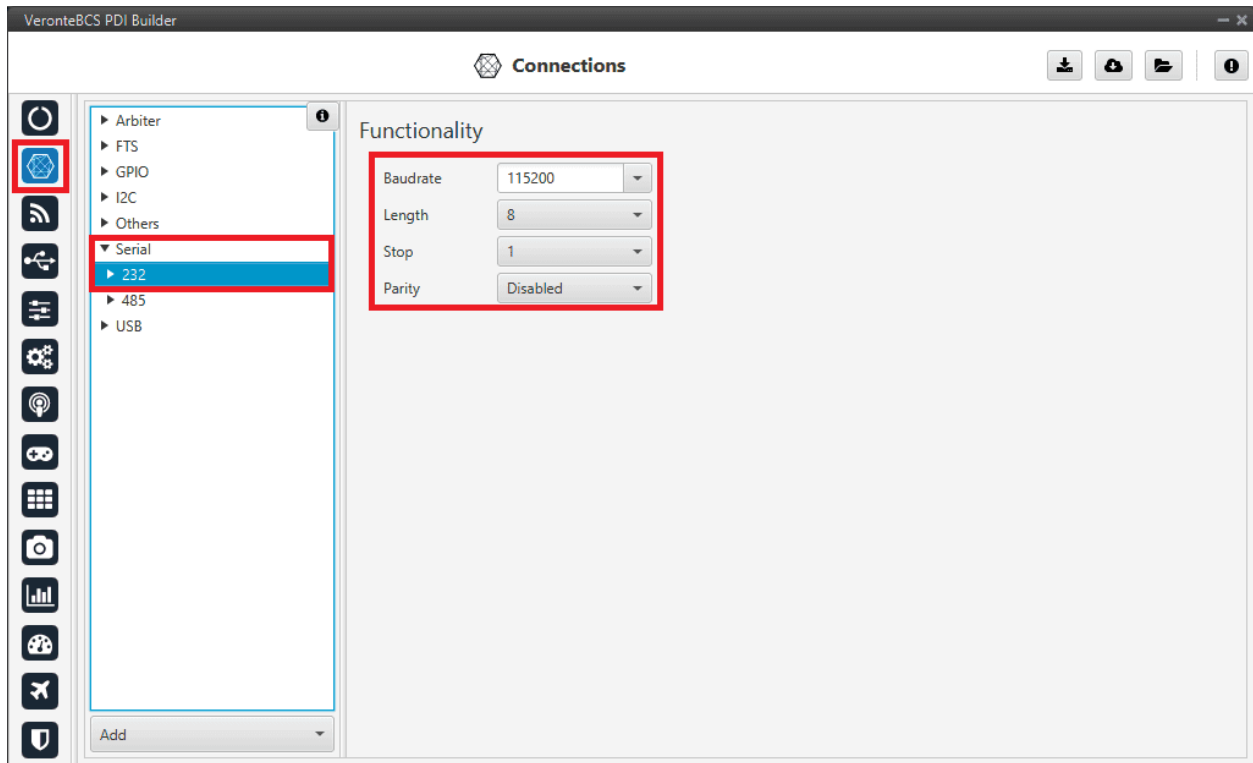 VeronteBCS PDI Builder
Connections
Arbiter
FTS
GPIO
I2C
Others
Serial
232
485
USB
Add
Functionality
Baudrate 115200
Length 8
Stop 1
Parity Disabled